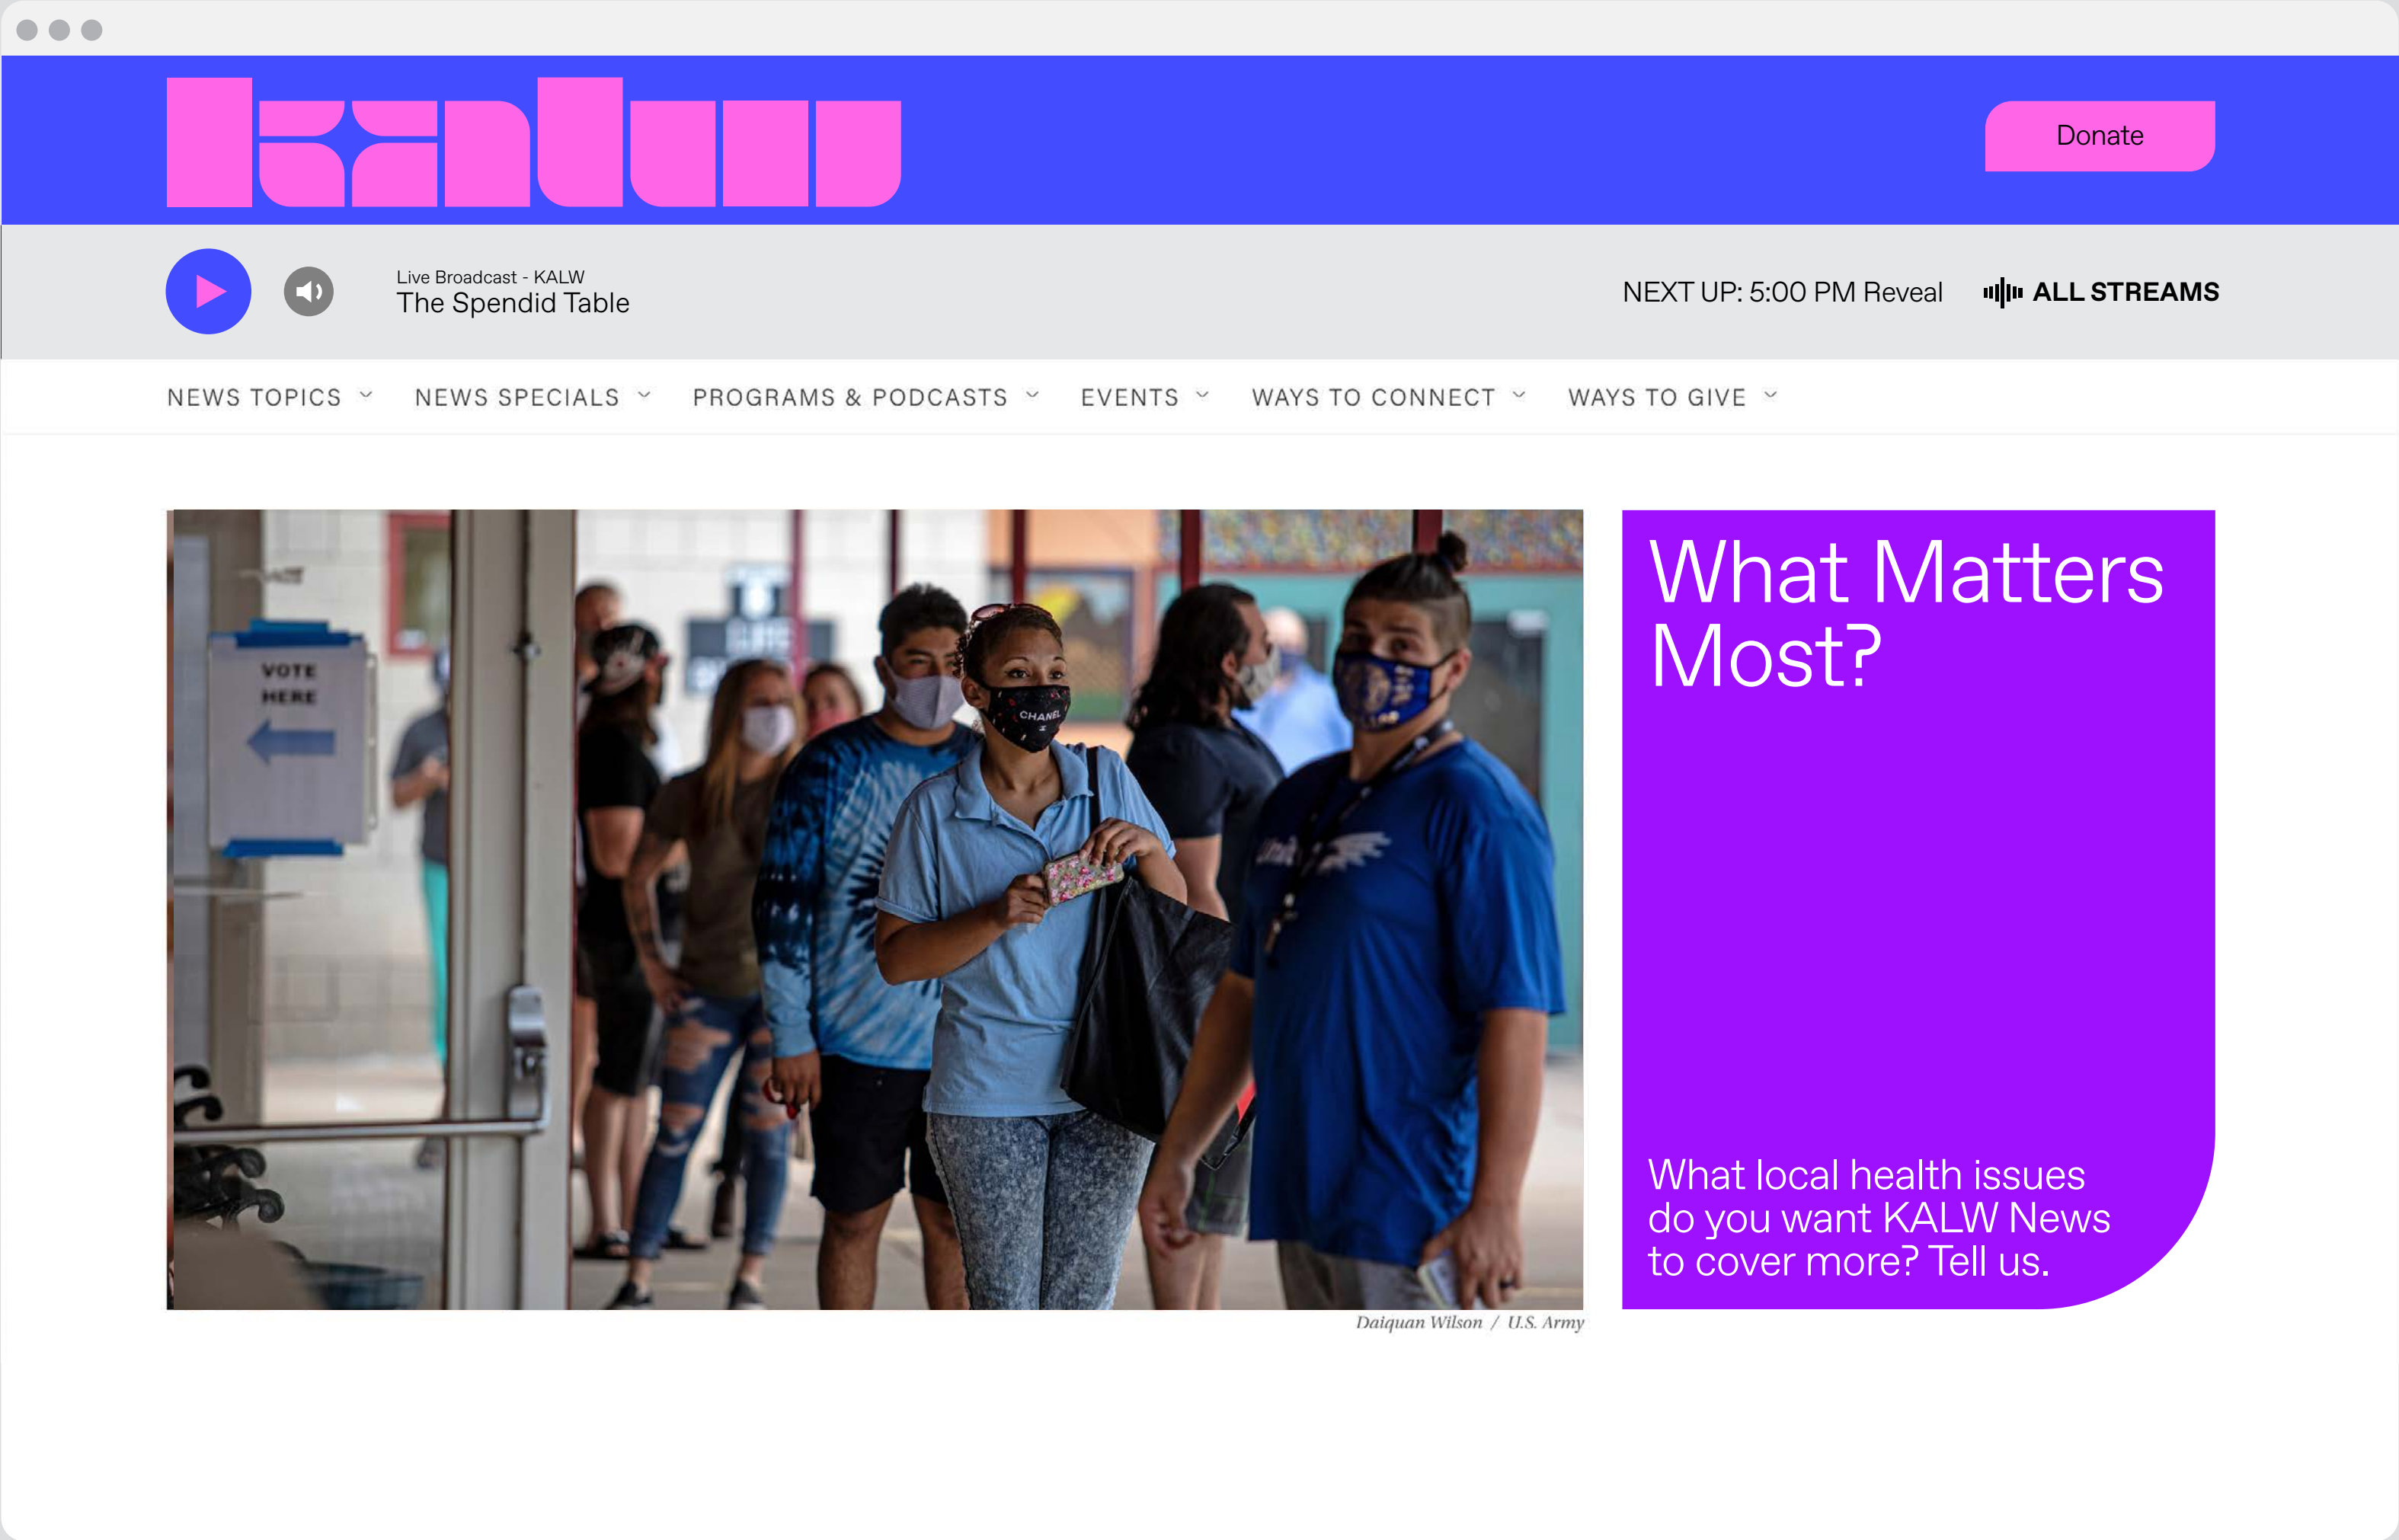 kalw
Donate
Live Broadcast - KALW
The Spendid Table
NEXT UP: 5:00 PM Reveal
ALL STREAMS
NEWS TOPICS NEWS SPECIALS PROGRAMS & PODCASTS EVENTS WAYS TO CONNECT WAYS TO GIVE
VOTE
HERE
CHANEL
What Matters
Most?
What local health issues
do you want KALW News
to cover more? Tell us.
Daiquan Wilson / U.S. Army